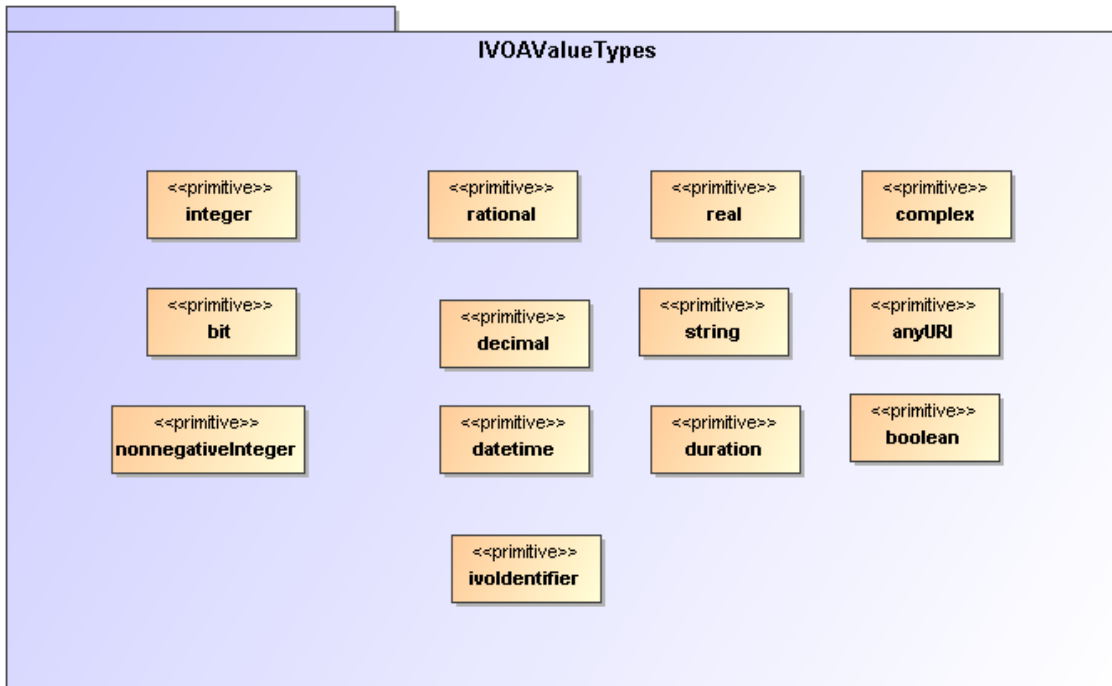 IVOAValueTypes
<<primitive>>
integer
<<primitive>>
rational
<<primitive>>
real
<<primitive>>
complex
<<primitive>>
bit
<<primitive>>
decimal
<<primitive>>
string
<<primitive>>
anyURI
<<primitive>>
nonnegativeInteger
<<primitive>>
datetime
<<primitive>>
duration
<<primitive>>
boolean
<<primitive>>
ivoIdentifier